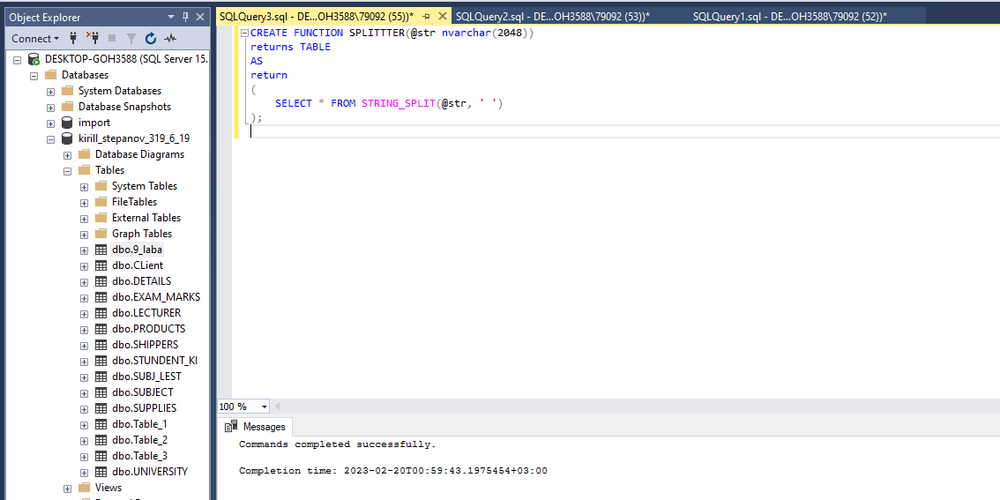 Object Explorer
Connect
DESKTOP-GOH3588 (SQL Server 15.
Databases
System Databases
Database Snapshots
import
kirill_stepanov_319_6_19
Database Diagrams
Tables
System Tables
FileTables
External Tables
Graph Tables
dbo.9_laba
dbo.CLient
dbo.DETAILS
dbo.EXAM_MARKS
dbo.LECTURER
dbo.PRODUCTS
dbo.SHIPPERS
dbo.STUNDENT_KI
dbo.SUBJ_LEST
dbo.SUBJECT
dbo.SUPPLIES
dbo.Table_1
dbo.Table_2
dbo.Table_3
dbo.UNIVERSITY
Views
SQLQuery3.sql - DE...OH3588\79092 (55))* SQLQuery2.sql - DE...OH3588\79092 (53))* SQLQuery1.sql - DE...OH3588\79092 (52))*
CREATE FUNCTION SPLITTTER(@str nvarchar(2048))
returns TABLE
AS
return
(
SELECT * FROM STRING_SPLIT(@str, ' ')
);
100 %
Messages
Commands completed successfully.
Completion time: 2023-02-20T00:59:43.1975454+03:00